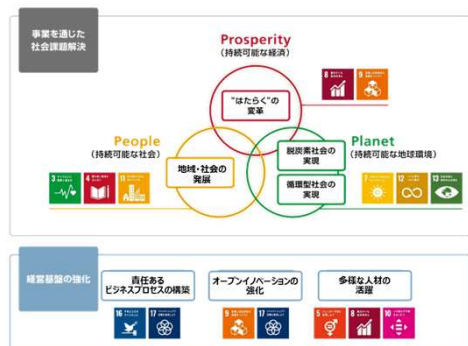 事業を通じた
社会課題解決
Prosperity
(持続可能な経済)
8
9
"はたらく"の
変革
People
(持続可能な社会)
Planet
(持続可能な地球環境)
地域・社会の
発展
脱炭素社会の
実現
循環型社会の
実現
3
4
11
7
12
13
経営基盤の強化
責任ある
ビジネスプロセスの構築
オープンイノベーションの
強化
多様な人材の
活躍
16
17
9
17
5
8
10